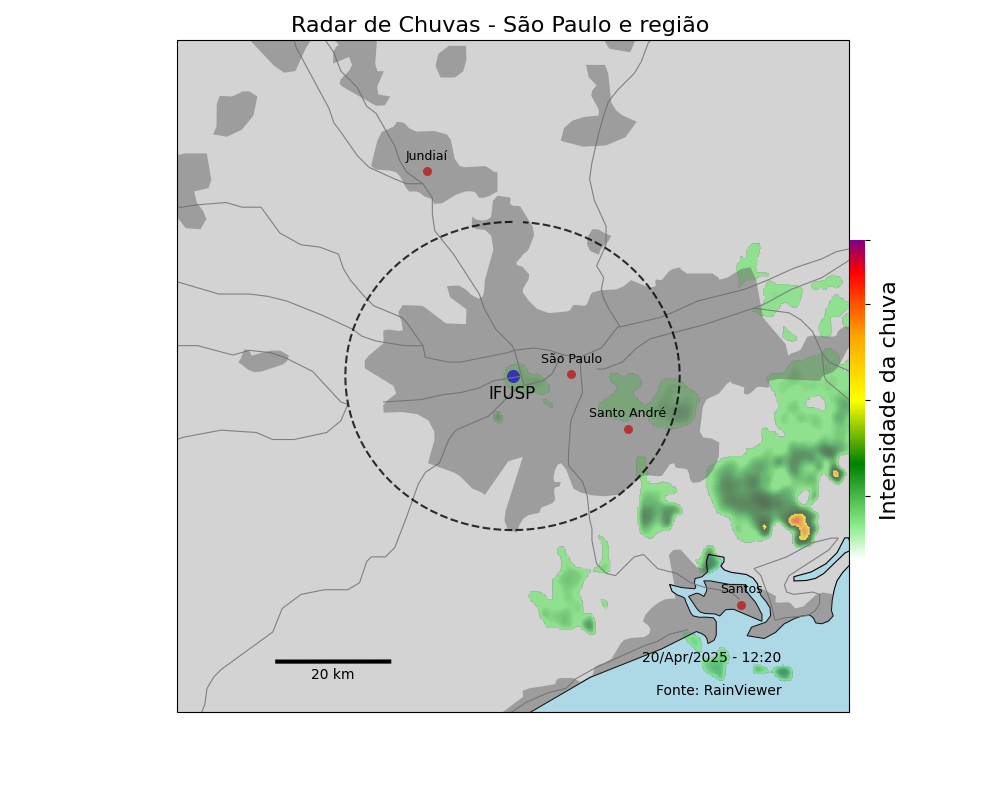 Radar de Chuvas - São Paulo e região
Jundiaí
São Paulo
IFUSP
Santo André
Intensidade da chuva
Santos
20/Apr/2025 - 12:20
20 km
Fonte: RainViewer